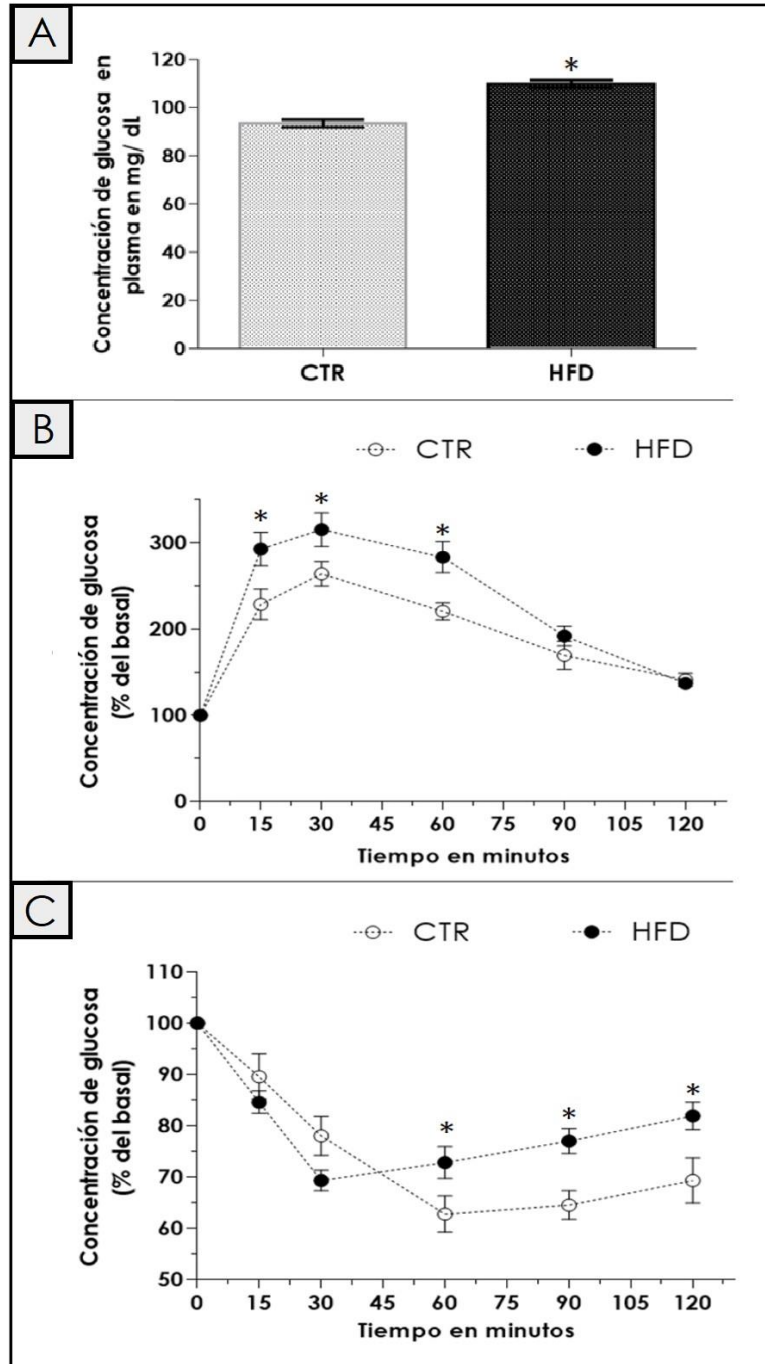 A
Concentración de glucosa en
plasma en mg/ dL
120
100
80
60
40
20
0
*
CTR
HFD
B
CTR
HFD
Concentración de glucosa
(% del basal)
300
200
100
0
*
*
*
0 15 30 45 60 75 90 105 120
Tiempo en minutos
C
CTR
HFD
Concentración de glucosa
(% del basal)
110
100
90
80
70
60
50
*
*
*
0 15 30 45 60 75 90 105 120
Tiempo en minutos